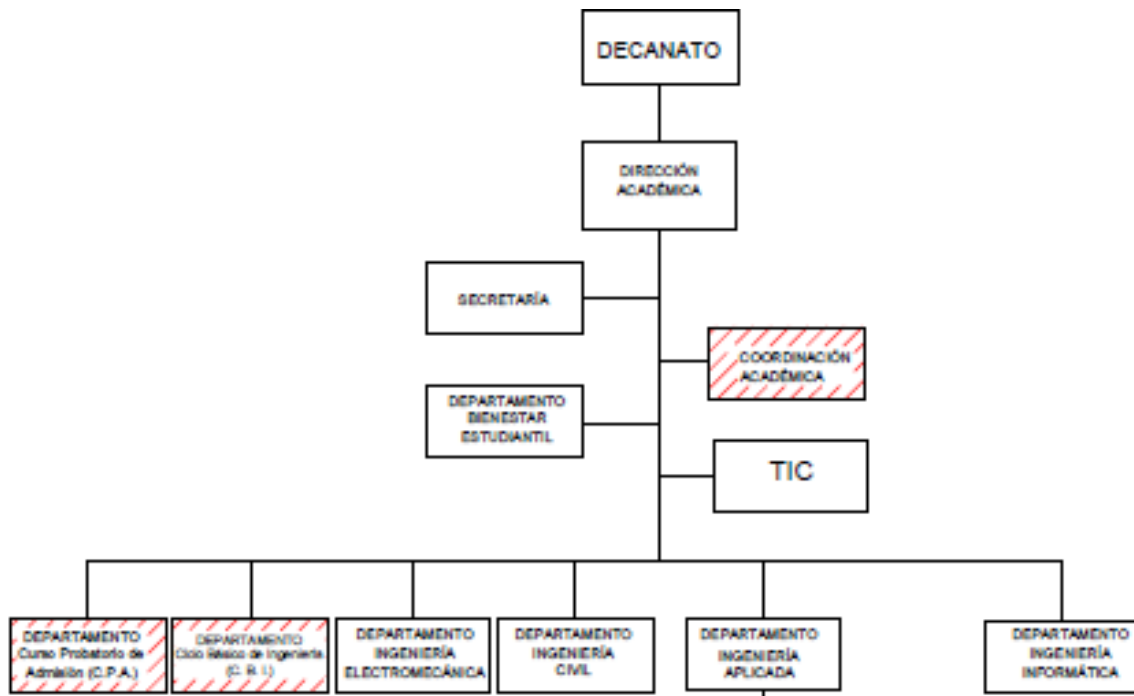 DECANATO
DIRECCIÓN
ACADÉMICA
SECRETARÍA
COORDINACIÓN
ACADÉMICA
DEPARTAMENTO
BIENESTAR
ESTUDIANTIL
TIC
DEPARTAMENTO
Curso Probatorio de
Admisión (C.P.A.)
DEPARTAMENTO
Ciclo Básico de Ingeniería
(C. B. I.)
DEPARTAMENTO
INGENIERÍA
ELECTROMECÁNICA
DEPARTAMENTO
INGENIERÍA
CIVIL
DEPARTAMENTO
INGENIERÍA
APLICADA
DEPARTAMENTO
INGENIERÍA
INFORMÁTICA